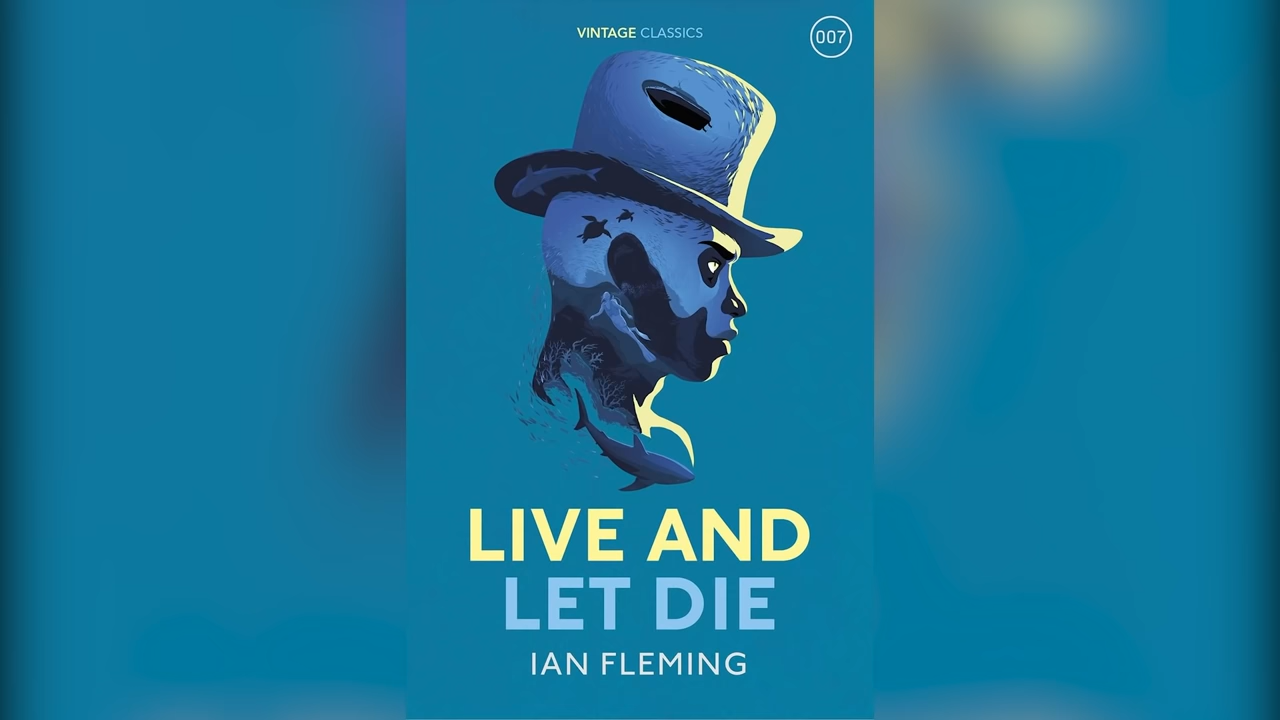 VINTAGE CLASSICS
007
LIVE AND
LET DIE
IAN FLEMING